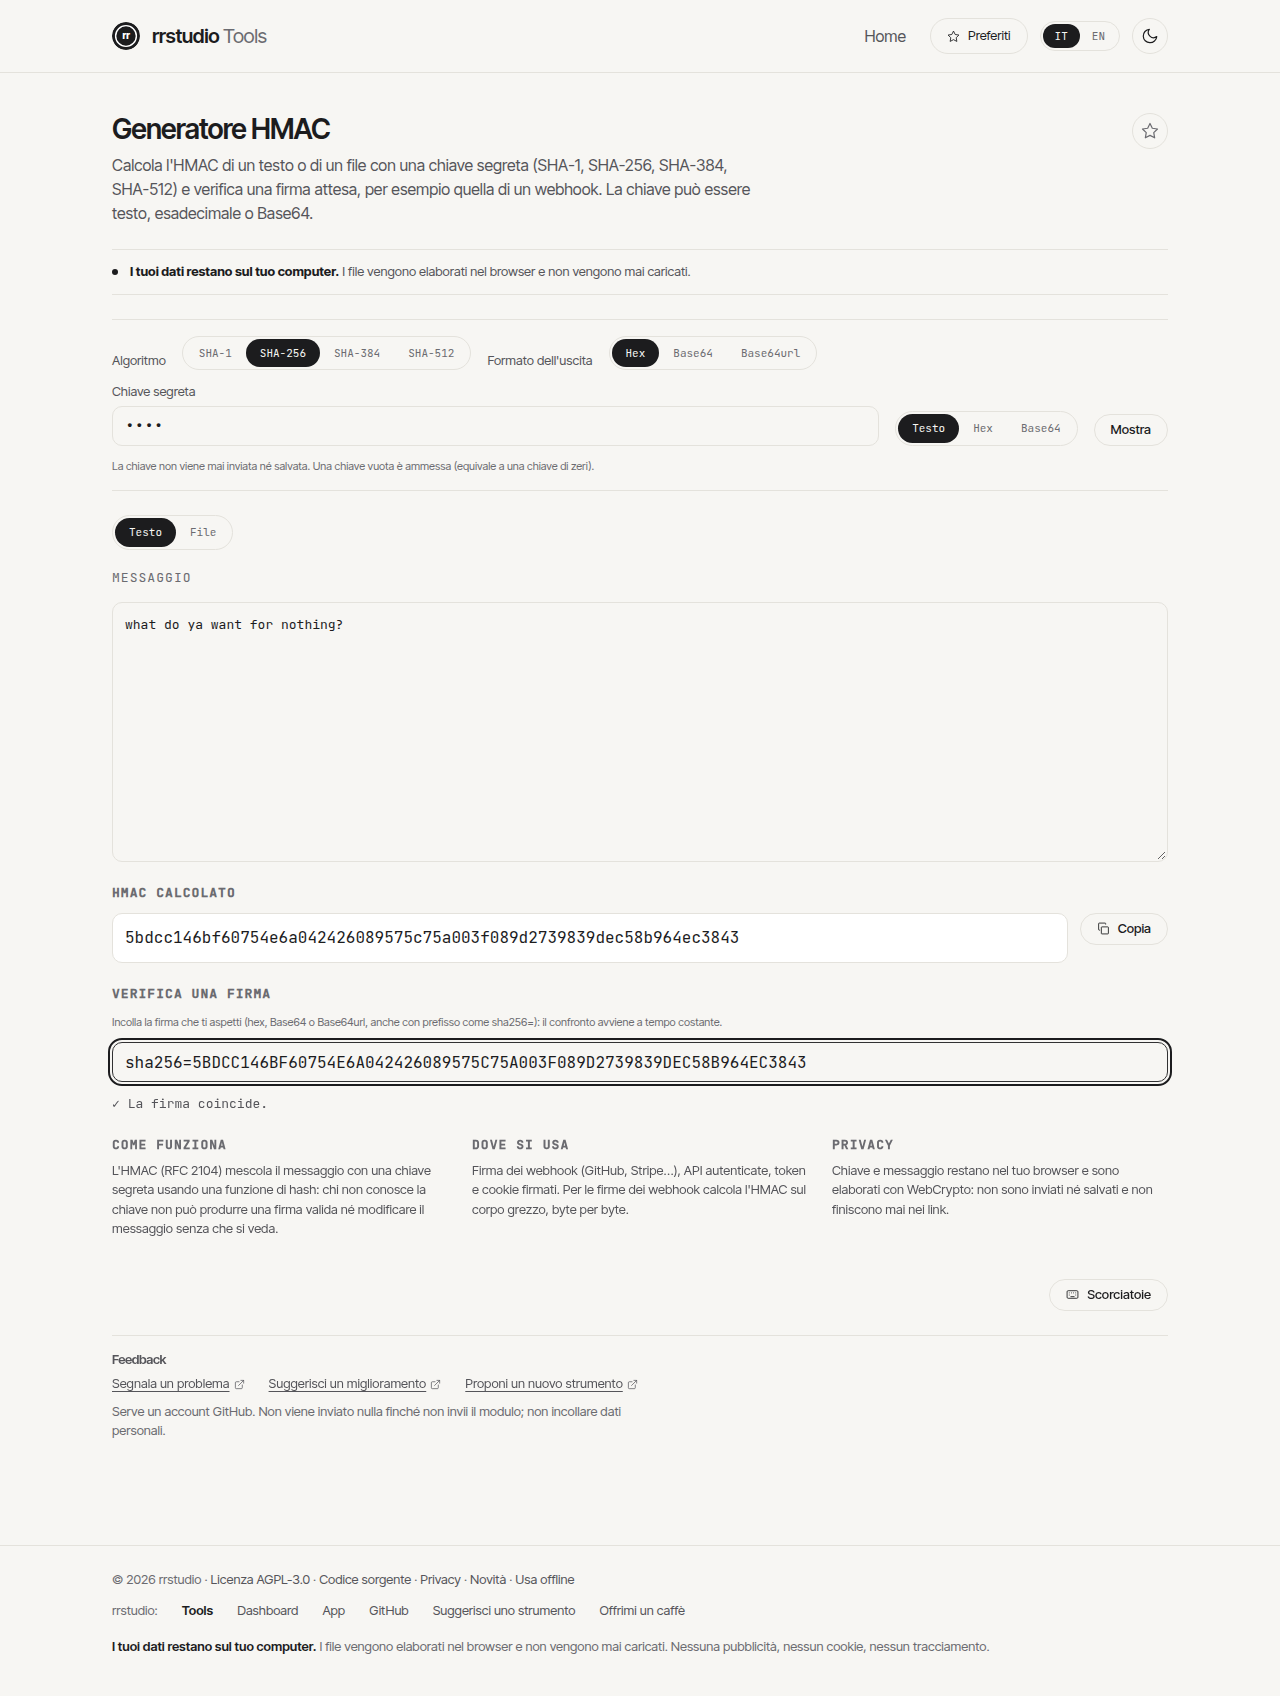 rr rrstudio Tools
Home
Preferiti
IT EN
Generatore HMAC
Calcola l'HMAC di un testo o di un file con una chiave segreta (SHA-1, SHA-256, SHA-384,
SHA-512) e verifica una firma attesa, per esempio quella di un webhook. La chiave può essere
testo, esadecimale o Base64.
I tuoi dati restano sul tuo computer. I file vengono elaborati nel browser e non vengono mai caricati.
Algoritmo SHA-1 SHA-256 SHA-384 SHA-512 Formato dell'uscita Hex Base64 Base64url
Chiave segreta
•••• Testo Hex Base64 Mostra
La chiave non viene mai inviata né salvata. Una chiave vuota è ammessa (equivale a una chiave di zeri).
Testo File
MESSAGGIO
what do ya want for nothing?
HMAC CALCOLATO
5bdcc146bf60754e6a042426089575c75a003f089d2739839dec58b964ec3843
Copia
VERIFICA UNA FIRMA
Incolla la firma che ti aspetti (hex, Base64 o Base64url, anche con prefisso come sha256=): il confronto avviene a tempo costante.
sha256=5BDCC146BF60754E6A042426089575C75A003F089D2739839DEC58B964EC3843
✓ La firma coincide.
COME FUNZIONA
L'HMAC (RFC 2104) mescola il messaggio con una chiave
segreta usando una funzione di hash: chi non conosce la
chiave non può produrre una firma valida né modificare il
messaggio senza che si veda.
DOVE SI USA
Firma dei webhook (GitHub, Stripe…), API autenticate, token
e cookie firmati. Per le firme dei webhook calcola l'HMAC sul
corpo grezzo, byte per byte.
PRIVACY
Chiave e messaggio restano nel tuo browser e sono
elaborati con WebCrypto: non sono inviati né salvati e non
finiscono mai nei link.
Scorciatoie
Feedback
Segnala un problema Suggerisci un miglioramento Proponi un nuovo strumento
Serve un account GitHub. Non viene inviato nulla finché non invii il modulo; non incollare dati
personali.
© 2026 rrstudio · Licenza AGPL-3.0 · Codice sorgente · Privacy · Novità · Usa offline
rrstudio: Tools Dashboard App GitHub Suggerisci uno strumento Offrimi un caffè
I tuoi dati restano sul tuo computer. I file vengono elaborati nel browser e non vengono mai caricati. Nessuna pubblicità, nessun cookie, nessun tracciamento.